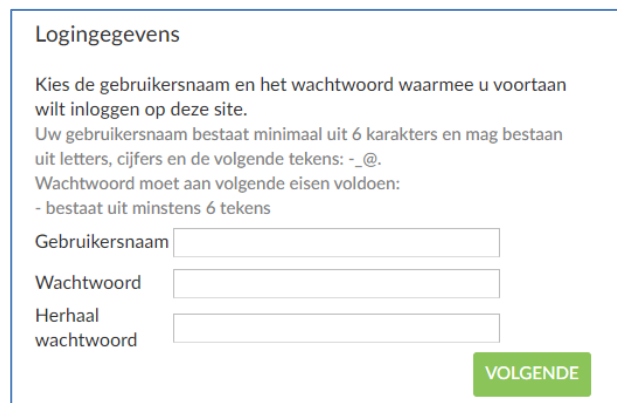 Logingegevens
Kies de gebruikersnaam en het wachtwoord waarmee u voortaan
wilt inloggen op deze site.
Uw gebruikersnaam bestaat minimaal uit 6 karakters en mag bestaan
uit letters, cijfers en de volgende tekens: -_@.
Wachtwoord moet aan volgende eisen voldoen:
- bestaat uit minstens 6 tekens
Gebruikersnaam
Wachtwoord
Herhaal
wachtwoord
VOLGENDE